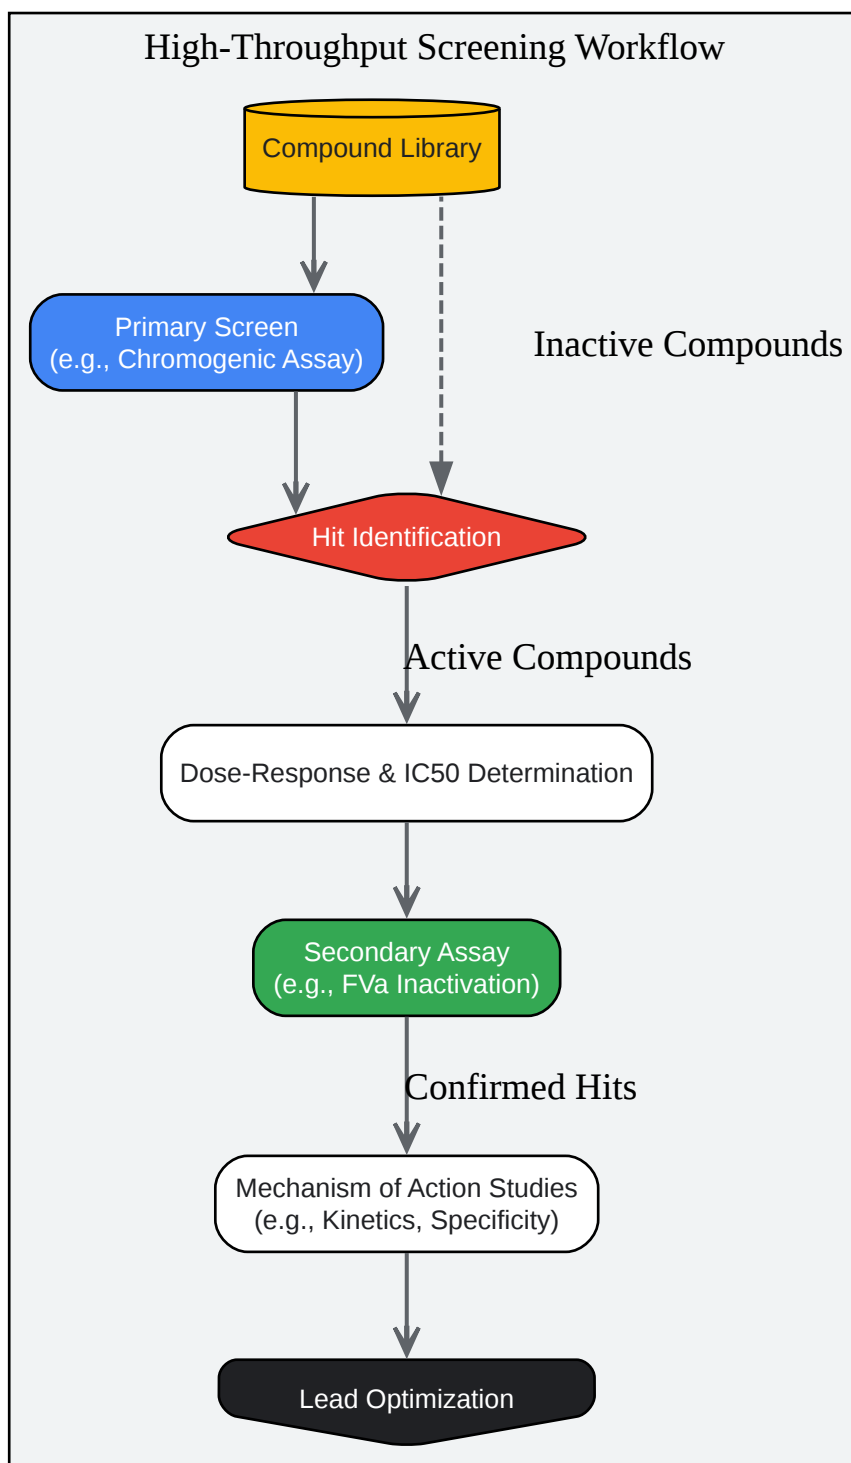 High-Throughput Screening Workflow
Compound Library
Primary Screen
(e.g., Chromogenic Assay)
Inactive Compounds
Hit Identification
Active Compounds
Dose-Response & IC50 Determination
Secondary Assay
(e.g., FVa Inactivation)
Confirmed Hits
Mechanism of Action Studies
(e.g., Kinetics, Specificity)
Lead Optimization